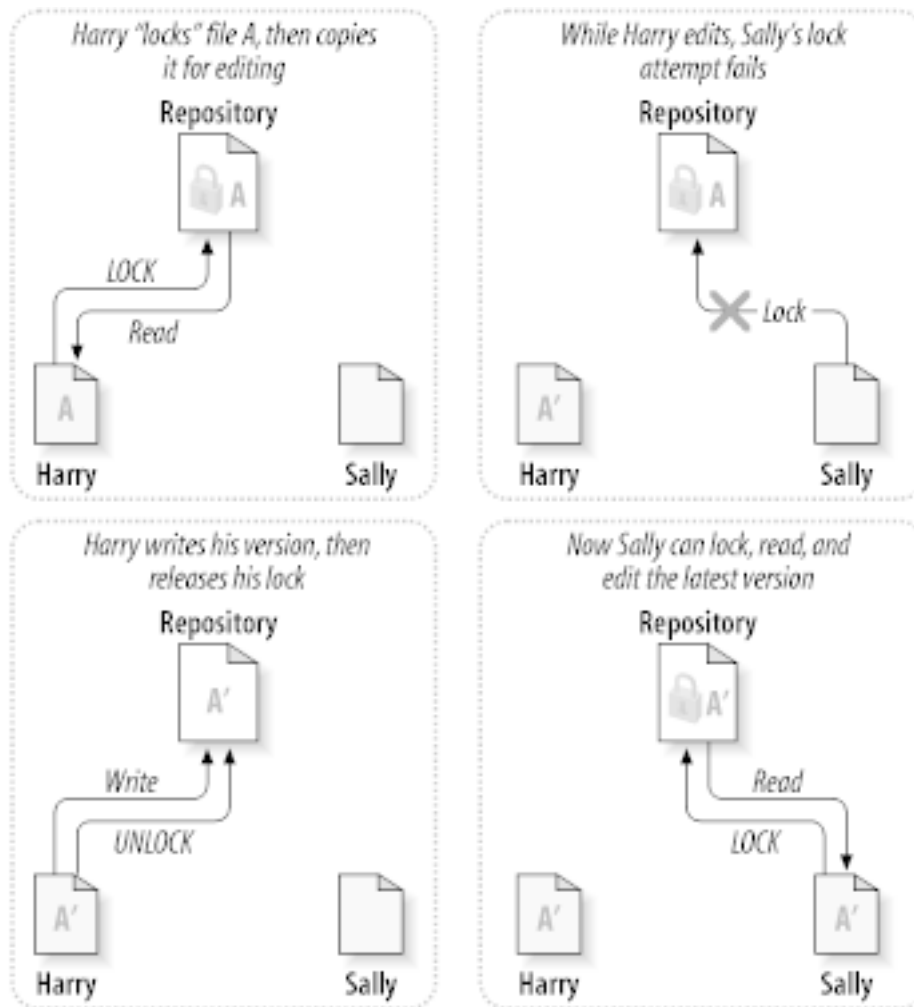 Harry “locks” file A, then copies
it for editing
Repository
A
LOCK
Read
A
Harry
Sally
While Harry edits, Sally’s lock
attempt fails
Repository
A
Lock
A’
Harry
Sally
Harry writes his version, then
releases his lock
Repository
A’
Write
UNLOCK
A’
Harry
Sally
Now Sally can lock, read, and
edit the latest version
Repository
A’
Read
LOCK
A’
A’
Harry
Sally